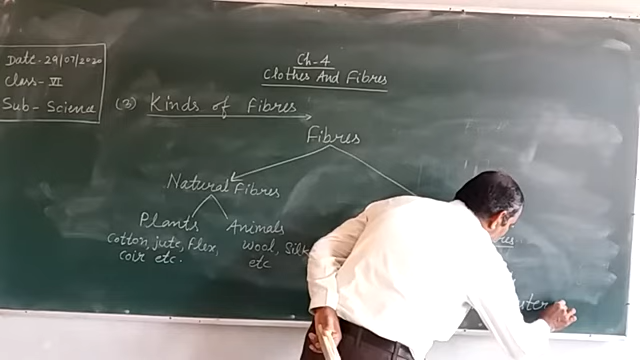 Date - 29/07/2020
Class - VI
Sub - Science
Ch-4
Clothes And Fibres
(3) Kinds of Fibres
Fibres
Natural Fibres
Plants
Cotton, jute, Flex,
Coir etc.
Animals
Wool, Silk
etc